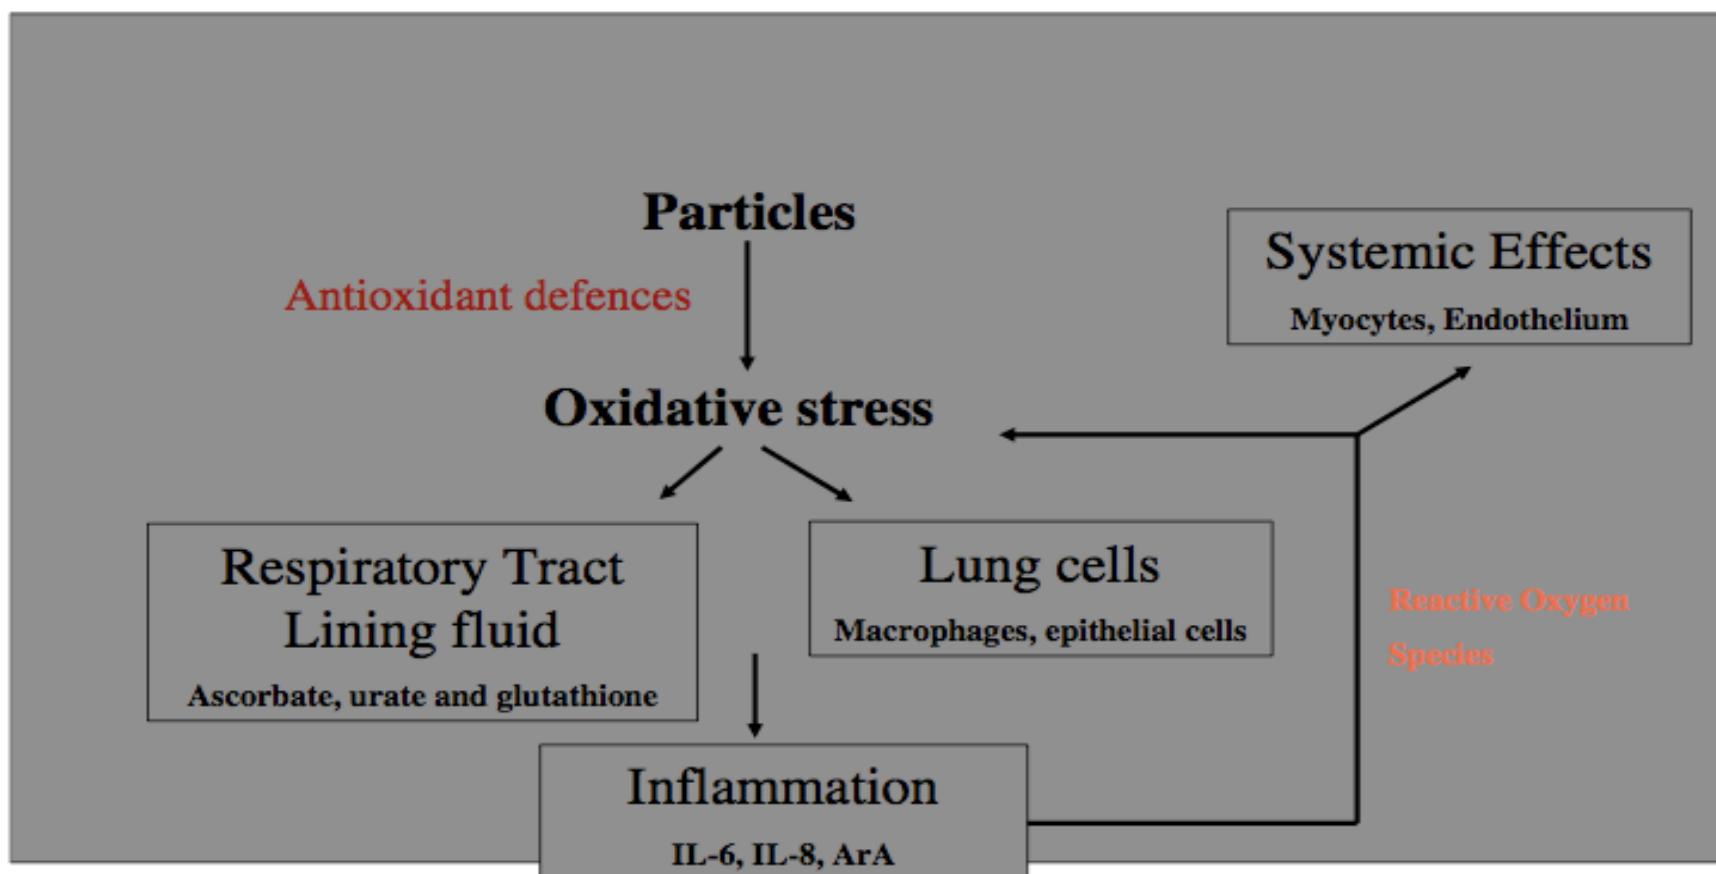 Particles
Antioxidant defences
Systemic Effects
Myocytes, Endothelium
Oxidative stress
Respiratory Tract
Lining fluid
Ascorbate, urate and glutathione
Lung cells
Macrophages, epithelial cells
Reactive Oxygen
Species
Inflammation
IL-6, IL-8, ArA